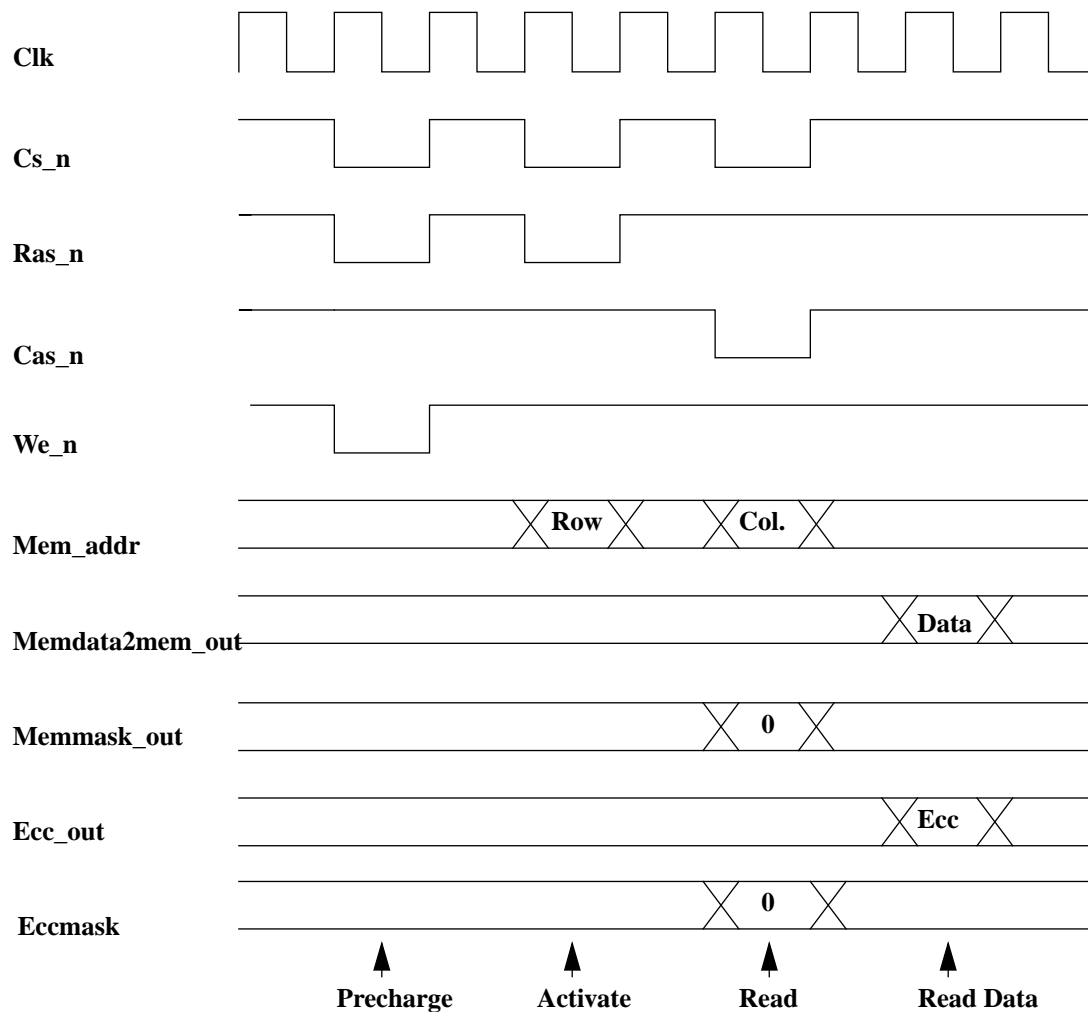 Clk
Cs_n
Ras_n
Cas_n
We_n
Row Col.
Mem_addr
Data
Memdata2mem_out
0
Memmask_out
Ecc
Ecc_out
0
Eccmask
Precharge Activate Read Read Data